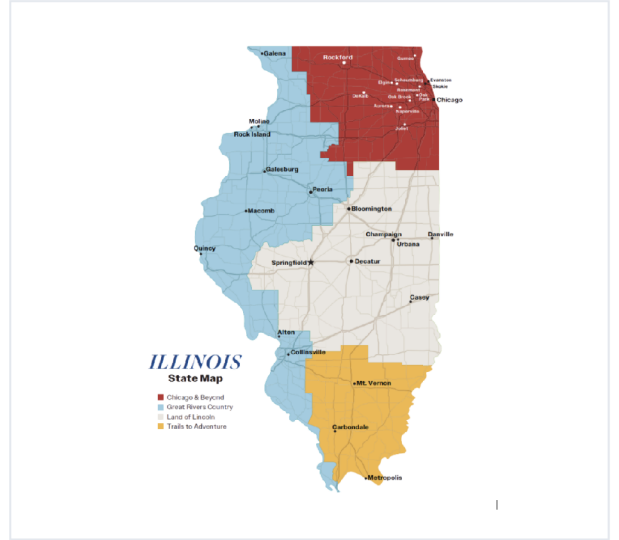 Galena
Rockford
Gurnee
Elgin
Schaumburg
Evanston
Skokie
Rosemont
DeKalb
Oak Brook
Oak
Park
Chicago
Aurora
Naperville
Joliet
Moline
Rock Island
Galesburg
Peoria
Macomb
Bloomington
Champaign
Danville
Urbana
Quincy
Springfield
Decatur
Casey
Alton
Collinsville
ILLINOIS
State Map
Mt. Vernon
Chicago & Beyond
Great Rivers Country
Land of Lincoln
Trails to Adventure
Carbondale
Metropolis